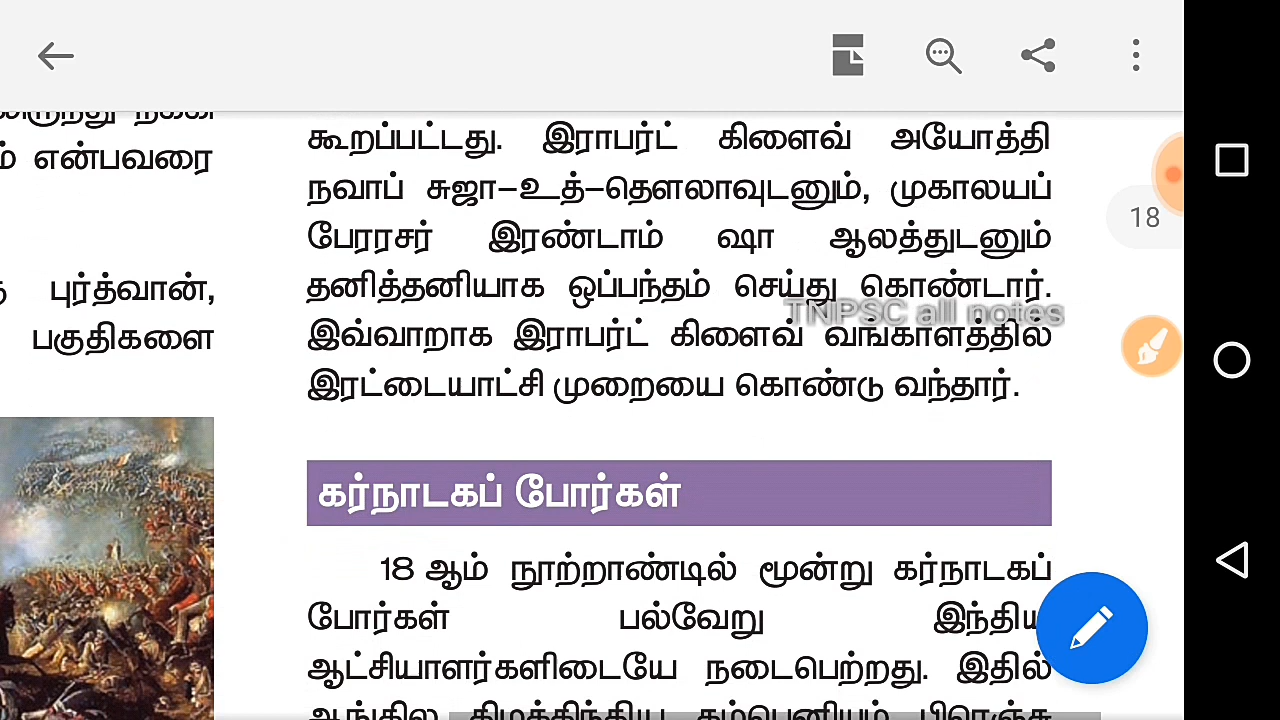 என்பவரை
புர்த்வான்,
பகுதிகளை
கூறப்பட்டது. இராபர்ட் கிளைவ் அயோத்தி
நவாப் சுஜா–உத்–தௌலாவுடனும், முகாலயப்
பேரரசர் இரண்டாம் ஷா ஆலத்துடனும்
தனித்தனியாக ஒப்பந்தம் செய்து கொண்டார்.
இவ்வாறாக இராபர்ட் கிளைவ் வங்காளத்தில்
இரட்டையாட்சி முறையை கொண்டு வந்தார்.
TNPSC all notes
கர்நாடகப் போர்கள்
18 ஆம் நூற்றாண்டில் மூன்று கர்நாடகப்
போர்கள் பல்வேறு இந்திய
ஆட்சியாளர்களிடையே நடைபெற்றது. இதில்
18